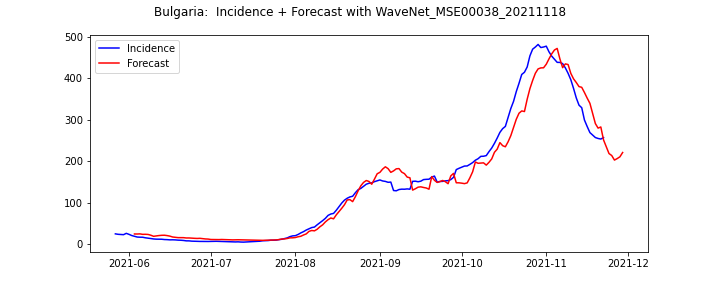 Bulgaria:  Incidence + Forecast with WaveNet_MSE00038_20211118
Incidence
Forecast
500
400
300
200
100
0
2021-06 2021-07 2021-08 2021-09 2021-10 2021-11 2021-12